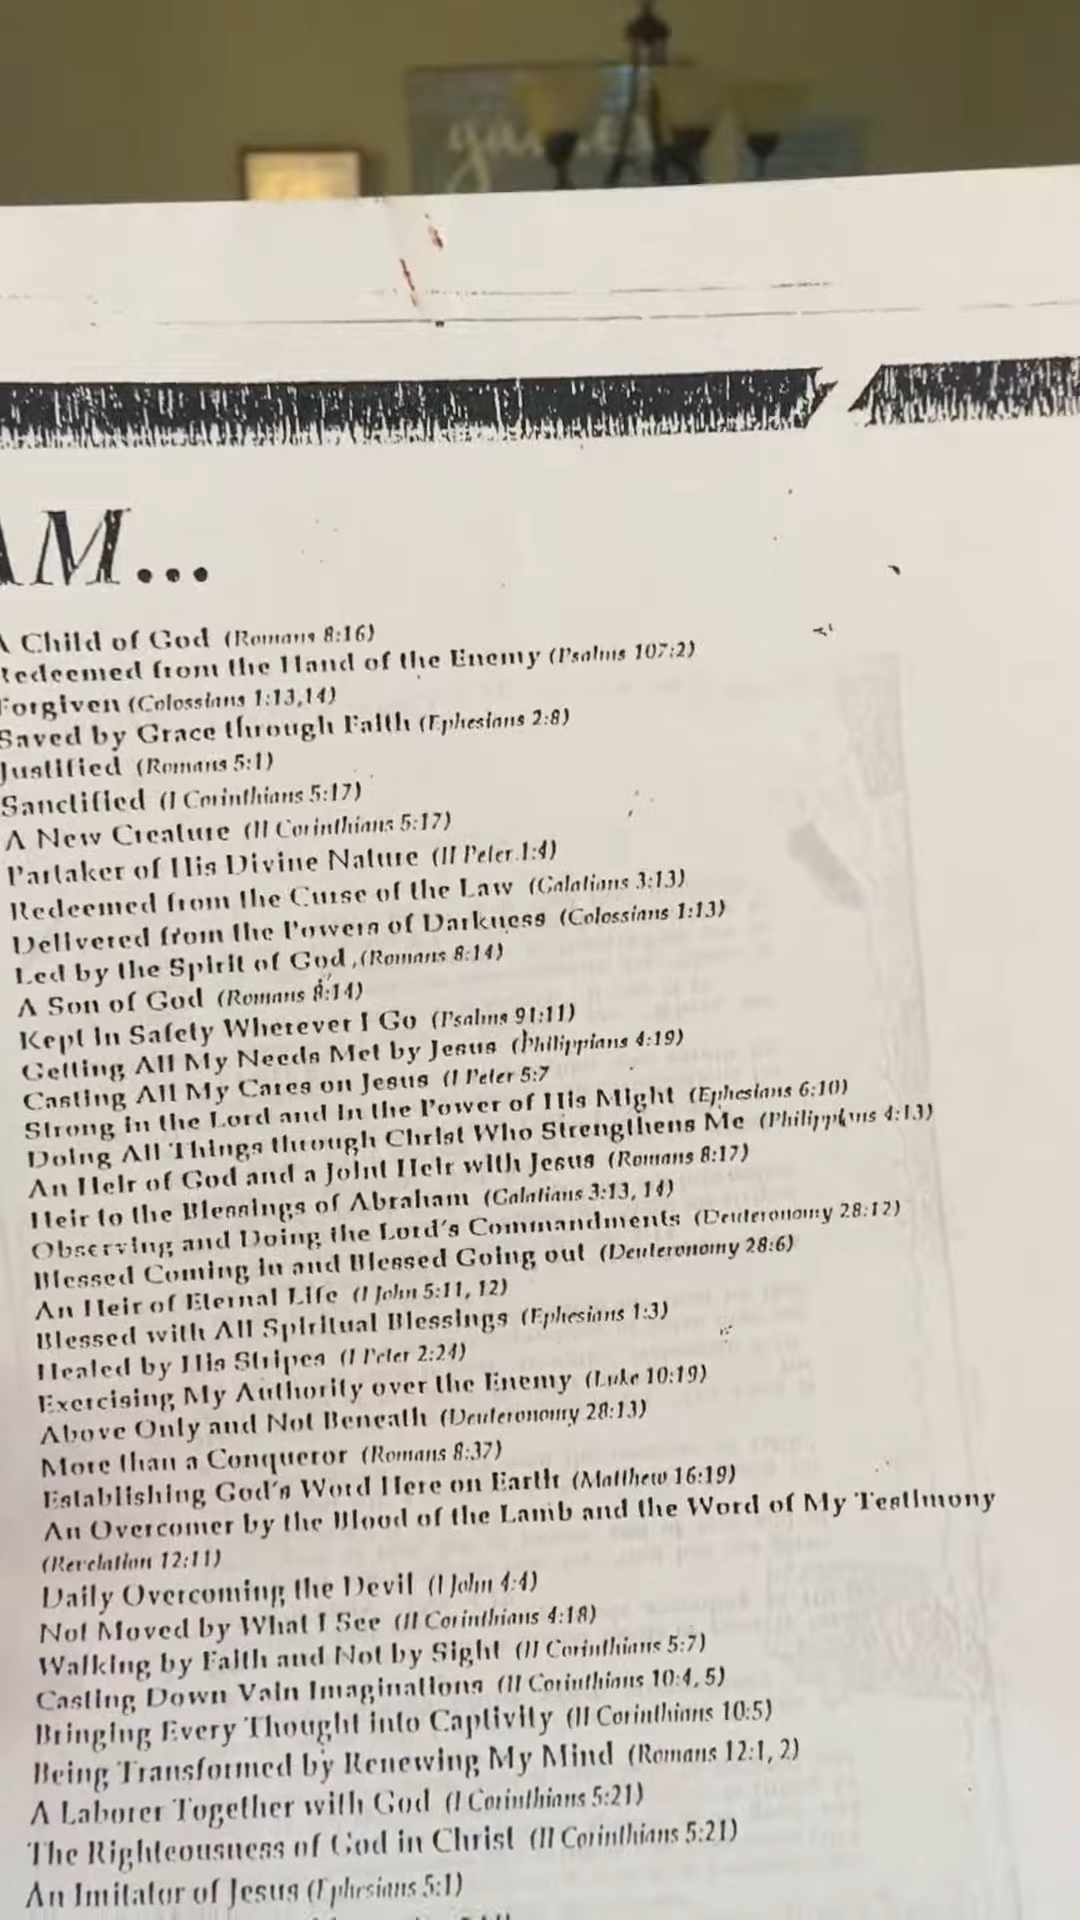 AM...
A Child of God (Romans 8:16)
Redeemed from the Hand of the Enemy (Psalms 107:2)
Forgiven (Colossians 1:13,14)
Saved by Grace through Faith (Ephesians 2:8)
Justified (Romans 5:1)
Sanctified (I Corinthians 5:17)
A New Creature (II Corinthians 5:17)
Partaker of His Divine Nature (II Peter 1:4)
Redeemed from the Curse of the Law (Galatians 3:13)
Delivered from the Powers of Darkness (Colossians 1:13)
Led by the Spirit of God (Romans 8:14)
A Son of God (Romans 8:14)
Kept In Safety Wherever I Go (Psalms 91:11)
Getting All My Needs Met by Jesus (Philippians 4:19)
Casting All My Cares on Jesus (I Peter 5:7
Strong in the Lord and In the Power of His Might (Ephesians 6:10)
Doing All Things through Christ Who Strengthens Me (Philippians 4:13)
An Heir of God and a Joint Heir with Jesus (Romans 8:17)
Heir to the Blessings of Abraham (Galatians 3:13, 14)
Observing and Doing the Lord's Commandments (Deuteronomy 28:12)
Blessed Coming in and Blessed Going out (Deuteronomy 28:6)
An Heir of Eternal Life (I John 5:11, 12)
Blessed with All Spiritual Blessings (Ephesians 1:3)
Healed by His Stripes (I Peter 2:24)
Exercising My Authority over the Enemy (Luke 10:19)
Above Only and Not Beneath (Deuteronomy 28:13)
More than a Conqueror (Romans 8:37)
Establishing God's Word Here on Earth (Matthew 16:19)
An Overcomer by the Blood of the Lamb and the Word of My Testimony
(Revelation 12:11)
Daily Overcoming the Devil (I John 4:4)
Not Moved by What I See (II Corinthians 4:18)
Walking by Faith and Not by Sight (II Corinthians 5:7)
Casting Down Vain Imaginations (II Corinthians 10:4, 5)
Bringing Every Thought into Captivity (II Corinthians 10:5)
Being Transformed by Renewing My Mind (Romans 12:1, 2)
A Laborer Together with God (I Corinthians 5:21)
The Righteousness of God in Christ (II Corinthians 5:21)
An Imitator of Jesus (Ephesians 5:1)